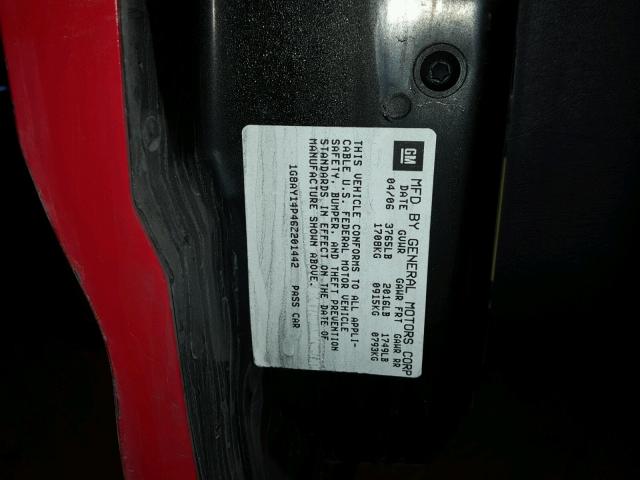 GM
MFD BY GENERAL MOTORS CORP
DATE GVWR GAWR FRT GAWR RR
04/06 3765LB 2016LB 1749LB
1708KG 0915KG 0793KG
THIS VEHICLE CONFORMS TO ALL APPLI-
CABLE U.S. FEDERAL MOTOR VEHICLE
SAFETY, BUMPER, AND THEFT PREVENTION
STANDARDS IN EFFECT ON THE DATE OF
MANUFACTURE SHOWN ABOVE.
1G8AY14P46Z201442 PASS CAR